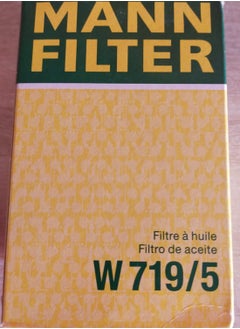 MANN
FILTER
Filtre à huile
Filtro de aceite
W 719/5